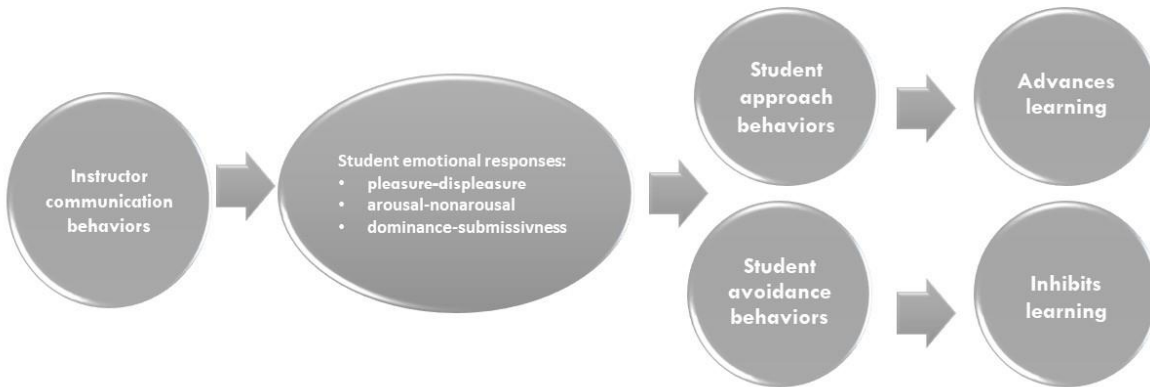 Instructor
communication
behaviors
Student emotional responses:
• pleasure-displeasure
• arousal-nonarousal
• dominance-submissivness
Student
approach
behaviors
Advances
learning
Student
avoidance
behaviors
Inhibits
learning